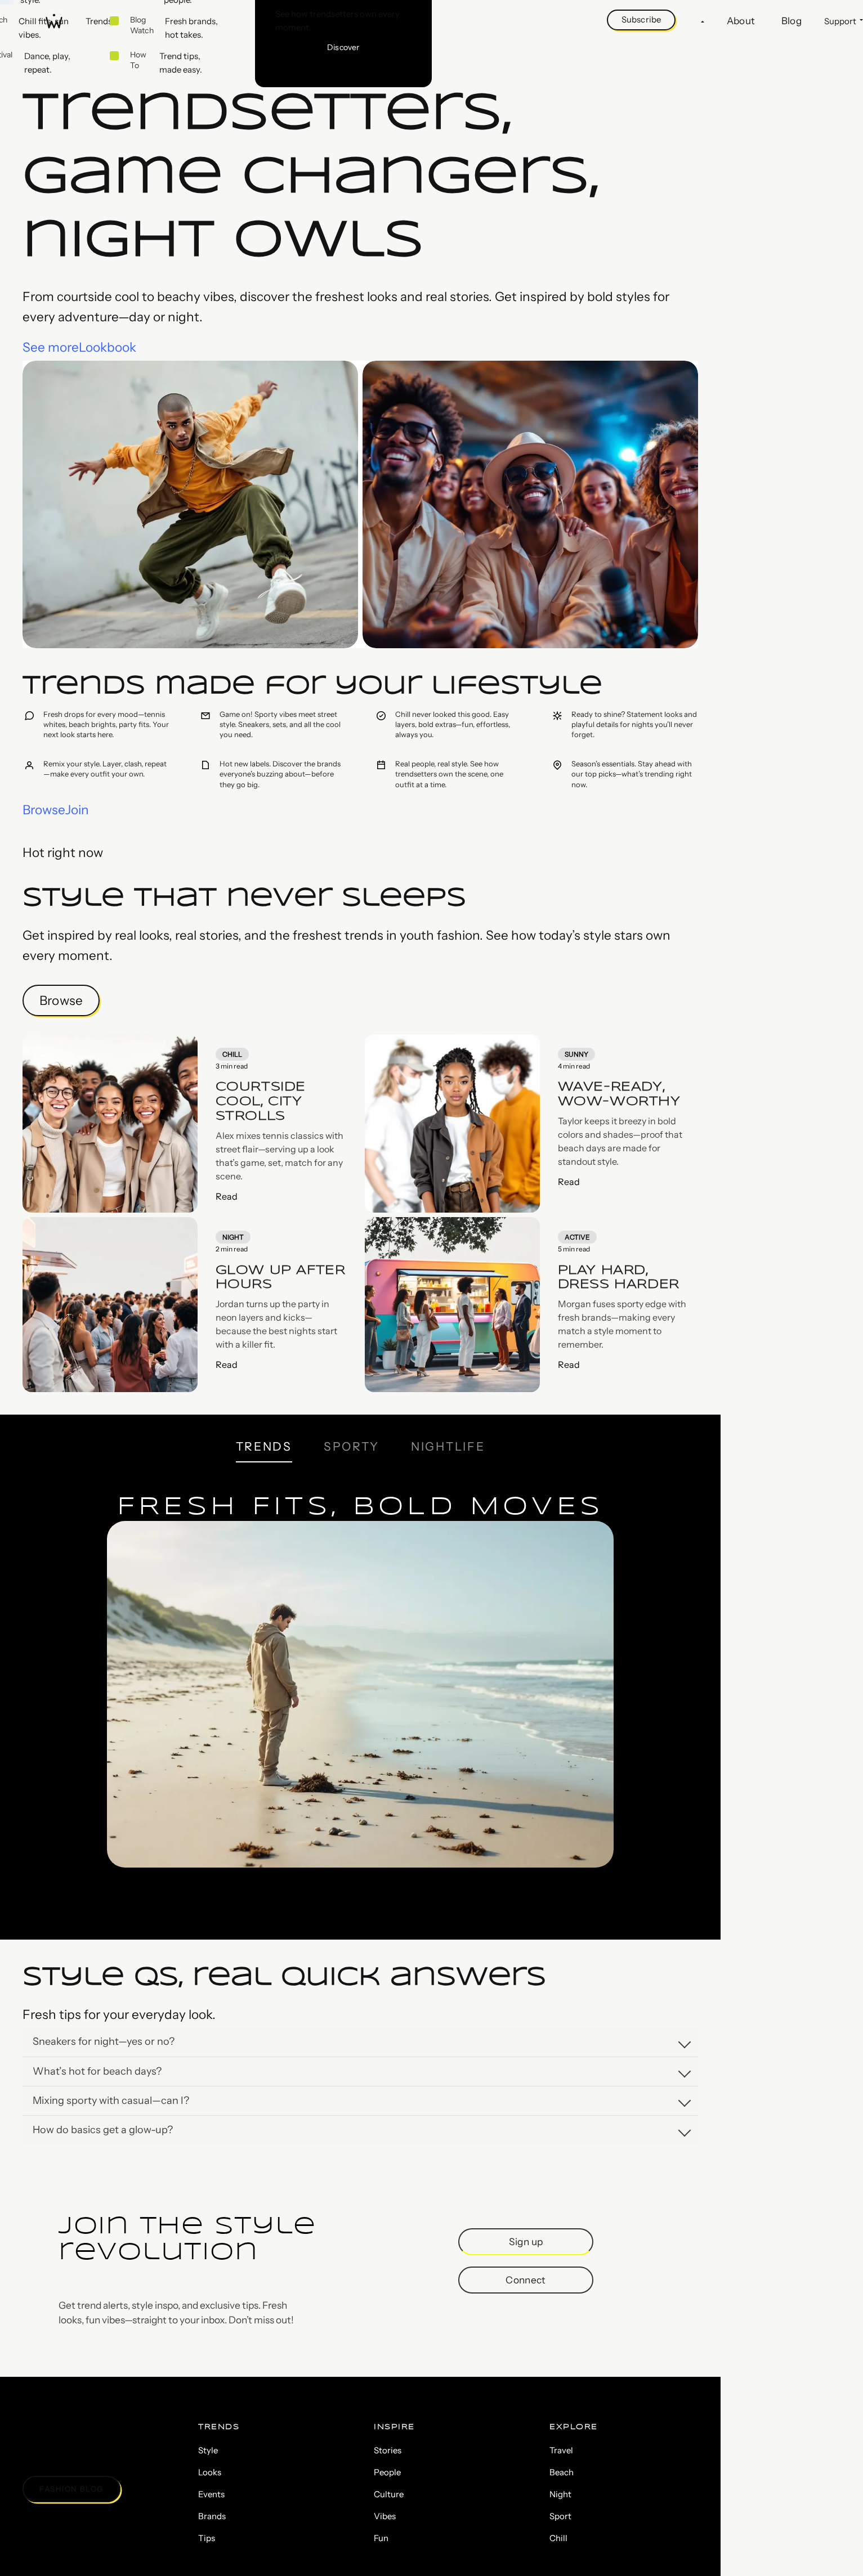 style.
people.
See how trendsetters own every
moment.
Subscribe
About
Blog
Support
ch
Chill
vibes.
Trends
Blog
Watch
Fresh brands,
hot takes.
Discover
ival
Dance, play,
repeat.
How
To
Trend tips,
made easy.
Trendsetters,
game changers,
night owls
From courtside cool to beachy vibes, discover the freshest looks and real stories. Get inspired by bold styles for
every adventure—day or night.
See moreLookbook
Trends made for your lifestyle
Fresh drops for every mood—tennis
whites, beach brights, party fits. Your
next look starts here.
Game on! Sporty vibes meet street
style. Sneakers, sets, and all the cool
you need.
Chill never looked this good. Easy
layers, bold extras—fun, effortless,
always you.
Ready to shine? Statement looks and
playful details for nights you'll never
forget.
Remix your style. Layer, clash, repeat
—make every outfit your own.
Hot new labels. Discover the brands
everyone's buzzing about—before
they go big.
Real people, real style. See how
trendsetters own the scene, one
outfit at a time.
Season's essentials. Stay ahead with
our top picks—what's trending right
now.
BrowseJoin
Hot right now
Style that never sleeps
Get inspired by real looks, real stories, and the freshest trends in youth fashion. See how today's style stars own
every moment.
Browse
CHILL
3 min read
COURTSIDE
COOL, CITY
STROLLS
Alex mixes tennis classics with
street flair—serving up a look
that's game, set, match for any
scene.
Read
SUNNY
4 min read
WAVE-READY,
WOW-WORTHY
Taylor keeps it breezy in bold
colors and shades—proof that
beach days are made for
standout style.
Read
NIGHT
2 min read
GLOW UP AFTER
HOURS
Jordan turns up the party in
neon layers and kicks—
because the best nights start
with a killer fit.
Read
ACTIVE
5 min read
PLAY HARD,
DRESS HARDER
Morgan fuses sporty edge with
fresh brands—making every
match a style moment to
remember.
Read
TRENDS
SPORTY
NIGHTLIFE
FRESH FITS, BOLD MOVES
Style Qs, real quick answers
Fresh tips for your everyday look.
Sneakers for night—yes or no?
What's hot for beach days?
Mixing sporty with casual—can I?
How do basics get a glow-up?
Join the style
revolution
Get trend alerts, style inspo, and exclusive tips. Fresh
looks, fun vibes—straight to your inbox. Don't miss out!
Sign up
Connect
FASHION BLOG
TRENDS
Style
Looks
Events
Brands
Tips
INSPIRE
Stories
People
Culture
Vibes
Fun
EXPLORE
Travel
Beach
Night
Sport
Chill